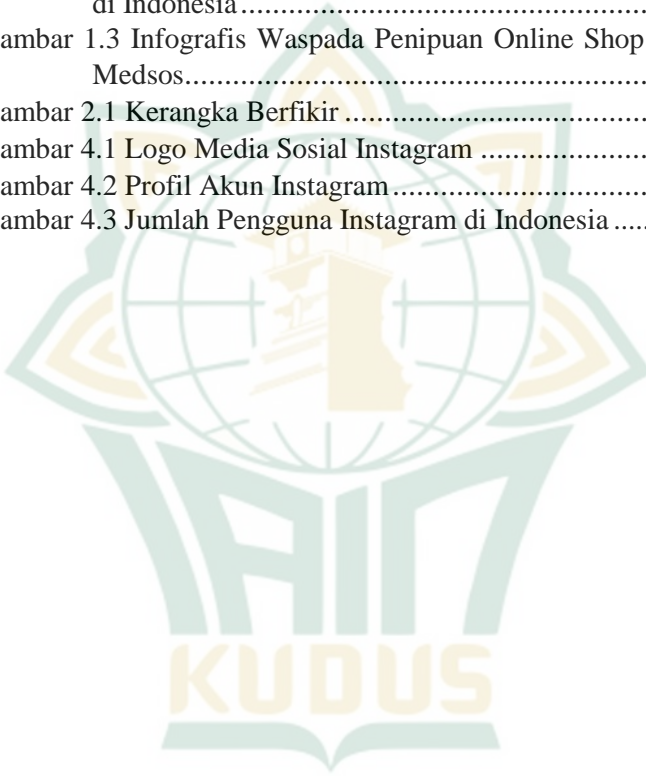 di Indonesia........................................................
ambar 1.3 Infografis Waspada Penipuan Online Shop
Medsos................................................................
ambar 2.1 Kerangka Berfikir ..........................................
ambar 4.1 Logo Media Sosial Instagram .......................
ambar 4.2 Profil Akun Instagram...................................
ambar 4.3 Jumlah Pengguna Instagram di Indonesia .....
IAIN
KUDUS